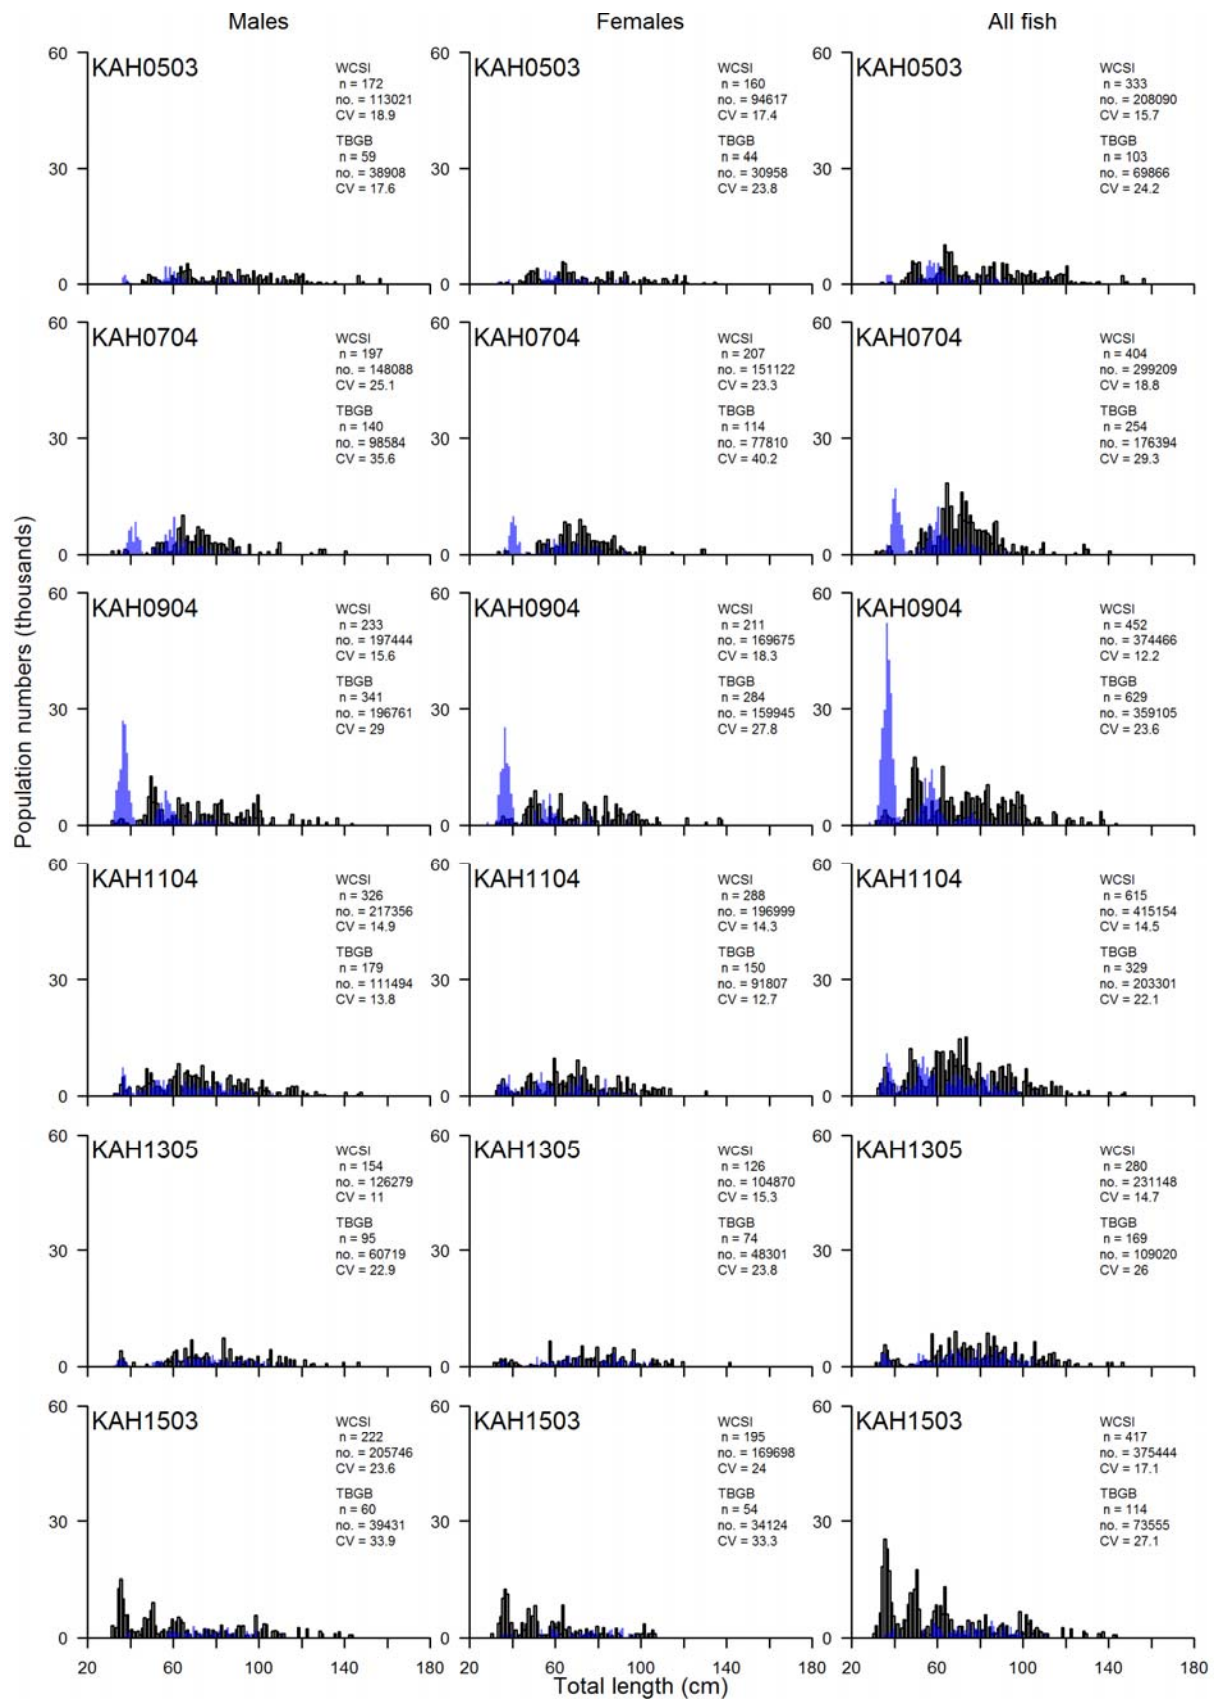 Males Females All fish
Population numbers (thousands)
60 KAH0503 WCSI 60 KAH0503 WCSI 60 KAH0503 WCSI
n = 172 n = 160 n = 333
no. = 113021 no. = 94617 no. = 208090
CV = 18.9 CV = 17.4 CV = 15.7
TBGB TBGB TBGB
n = 59 n = 44 n = 103
30 no. = 38908 30 no. = 30958 30 no. = 69866
CV = 17.6 CV = 23.8 CV = 24.2
0 0 0
60 KAH0704 WCSI 60 KAH0704 WCSI 60 KAH0704 WCSI
n = 197 n = 207 n = 404
no. = 148088 no. = 151122 no. = 299209
CV = 25.1 CV = 23.3 CV = 18.8
TBGB TBGB TBGB
n = 140 n = 114 n = 254
30 no. = 98584 30 no. = 77810 30 no. = 176394
CV = 35.6 CV = 40.2 CV = 29.3
0 0 0
60 KAH0904 WCSI 60 KAH0904 WCSI 60 KAH0904 WCSI
n = 233 n = 211 n = 452
no. = 197444 no. = 169675 no. = 374466
CV = 15.6 CV = 18.3 CV = 12.2
TBGB TBGB TBGB
n = 341 n = 284 n = 629
30 no. = 196761 30 no. = 159945 30 no. = 359105
CV = 29 CV = 27.8 CV = 23.6
0 0 0
60 KAH1104 WCSI 60 KAH1104 WCSI 60 KAH1104 WCSI
n = 326 n = 288 n = 615
no. = 217356 no. = 196999 no. = 415154
CV = 14.9 CV = 14.3 CV = 14.5
TBGB TBGB TBGB
n = 179 n = 150 n = 329
30 no. = 111494 30 no. = 91807 30 no. = 203301
CV = 13.8 CV = 12.7 CV = 22.1
0 0 0
60 KAH1305 WCSI 60 KAH1305 WCSI 60 KAH1305 WCSI
n = 154 n = 126 n = 280
no. = 126279 no. = 104870 no. = 231148
CV = 11 CV = 15.3 CV = 14.7
TBGB TBGB TBGB
n = 95 n = 74 n = 169
30 no. = 60719 30 no. = 48301 30 no. = 109020
CV = 22.9 CV = 23.8 CV = 26
0 0 0
60 KAH1503 WCSI 60 KAH1503 WCSI 60 KAH1503 WCSI
n = 222 n = 195 n = 417
no. = 205746 no. = 169698 no. = 375444
CV = 23.6 CV = 24 CV = 17.1
TBGB TBGB TBGB
n = 60 n = 54 n = 114
30 no. = 39431 30 no. = 34124 30 no. = 73555
CV = 33.9 CV = 33.3 CV = 27.1
0 0 0
20 60 100 140 180 20 60 100 140 180 20 60 100 140 180
Total length (cm)